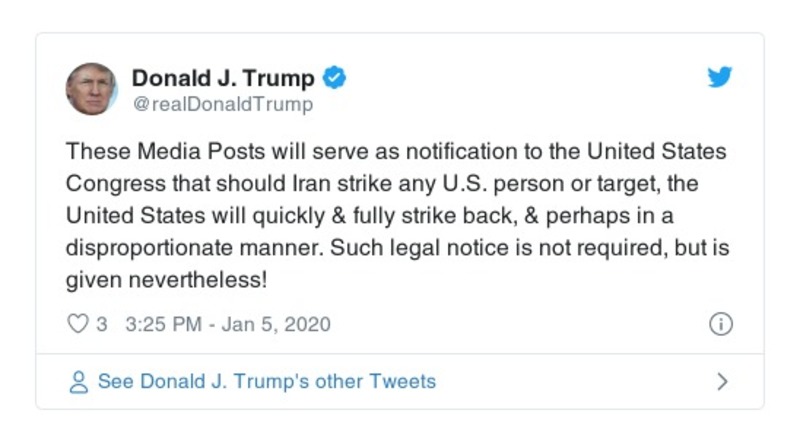 Donald J. Trump
@realDonaldTrump
These Media Posts will serve as notification to the United States
Congress that should Iran strike any U.S. person or target, the
United States will quickly & fully strike back, & perhaps in a
disproportionate manner. Such legal notice is not required, but is
given nevertheless!
3 3:25 PM - Jan 5, 2020
See Donald J. Trump's other Tweets